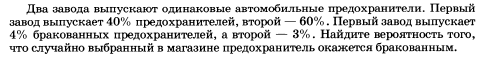 Два завода выпускают одинаковые автомобильные предохранители. Первый
завод выпускает 40% предохранителей, второй — 60%. Первый завод выпускает
4% бракованных предохранителей, а второй — 3%. Найдите вероятность того,
что случайно выбранный в магазине предохранитель окажется бракованным.